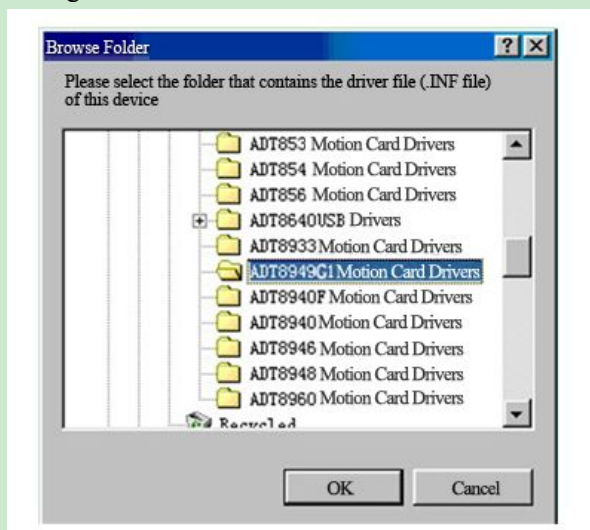 Browse Folder
Please select the folder that contains the driver file (.INF file)
of this device
ADT853 Motion Card Drivers
ADT854 Motion Card Drivers
ADT856 Motion Card Drivers
ADT8640USB Drivers
ADT8933 Motion Card Drivers
ADT8949G1 Motion Card Drivers
ADT8940F Motion Card Drivers
ADT8940 Motion Card Drivers
ADT8946 Motion Card Drivers
ADT8948 Motion Card Drivers
ADT8960 Motion Card Drivers
Recycled
OK
Cancel